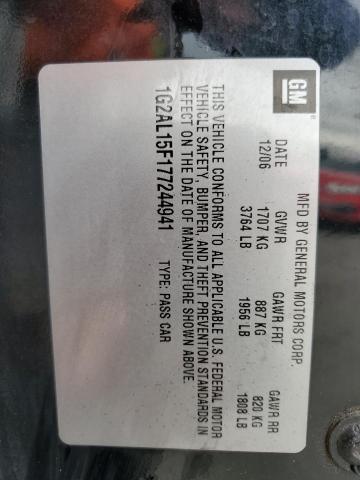 GM
MFD BY GENERAL MOTORS CORP.
DATE GVWR GAWR FRT GAWR RR
12/06 1707 KG 887 KG 820 KG
3764 LB 1956 LB 1808 LB
THIS VEHICLE CONFORMS TO ALL APPLICABLE U.S. FEDERAL MOTOR
VEHICLE SAFETY, BUMPER, AND THEFT PREVENTION STANDARDS IN
EFFECT ON THE DATE OF MANUFACTURE SHOWN ABOVE.
1G2AL15F177244941 TYPE: PASS CAR